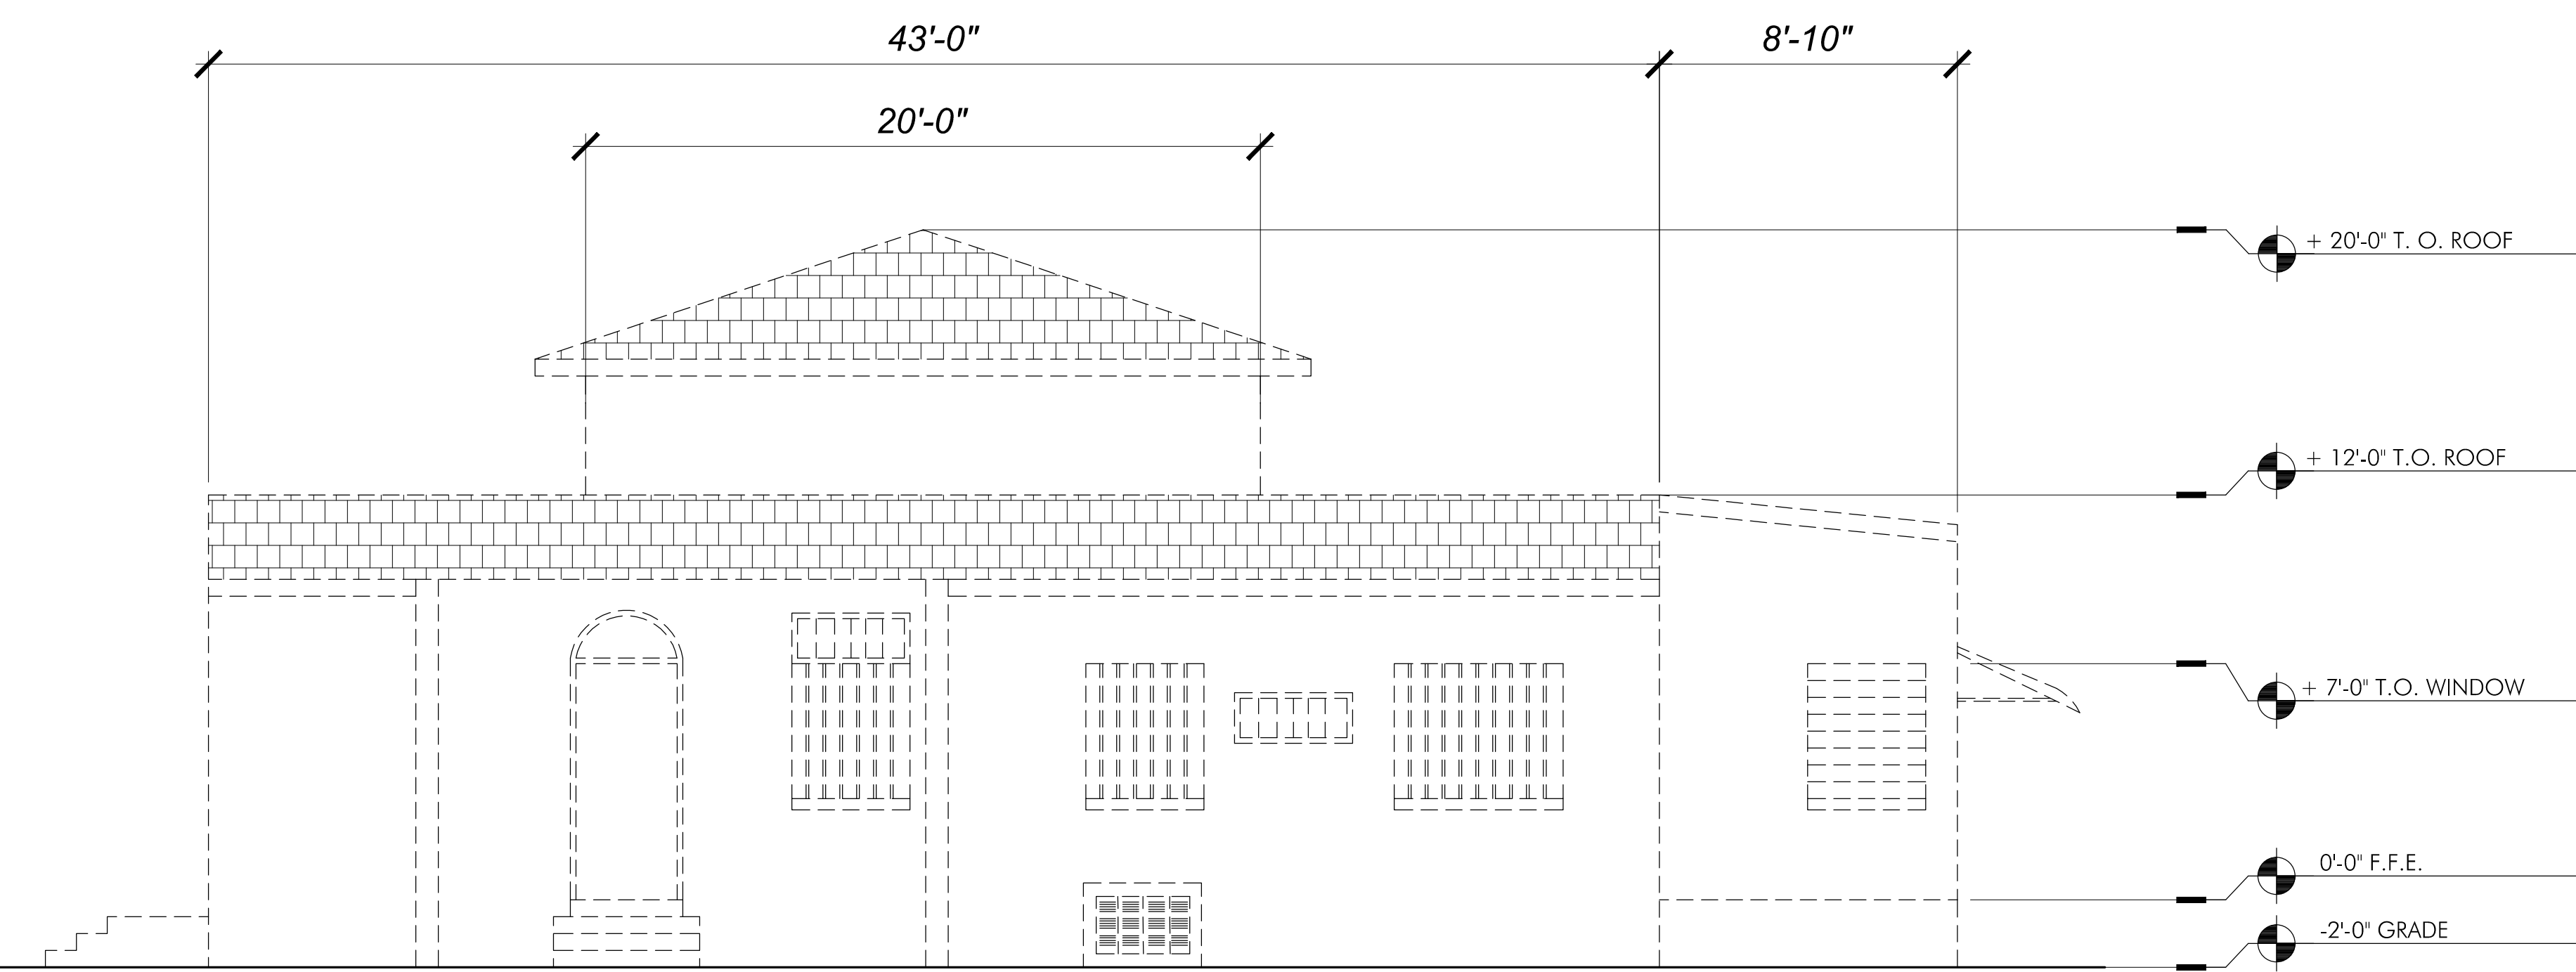 43'-0"
8'-10"
20'-0"
+ 20'-0" T. O. ROOF
+ 12'-0" T.O. ROOF
+ 7'-0" T.O. WINDOW
0'-0" F.F.E.
-2'-0" GRADE